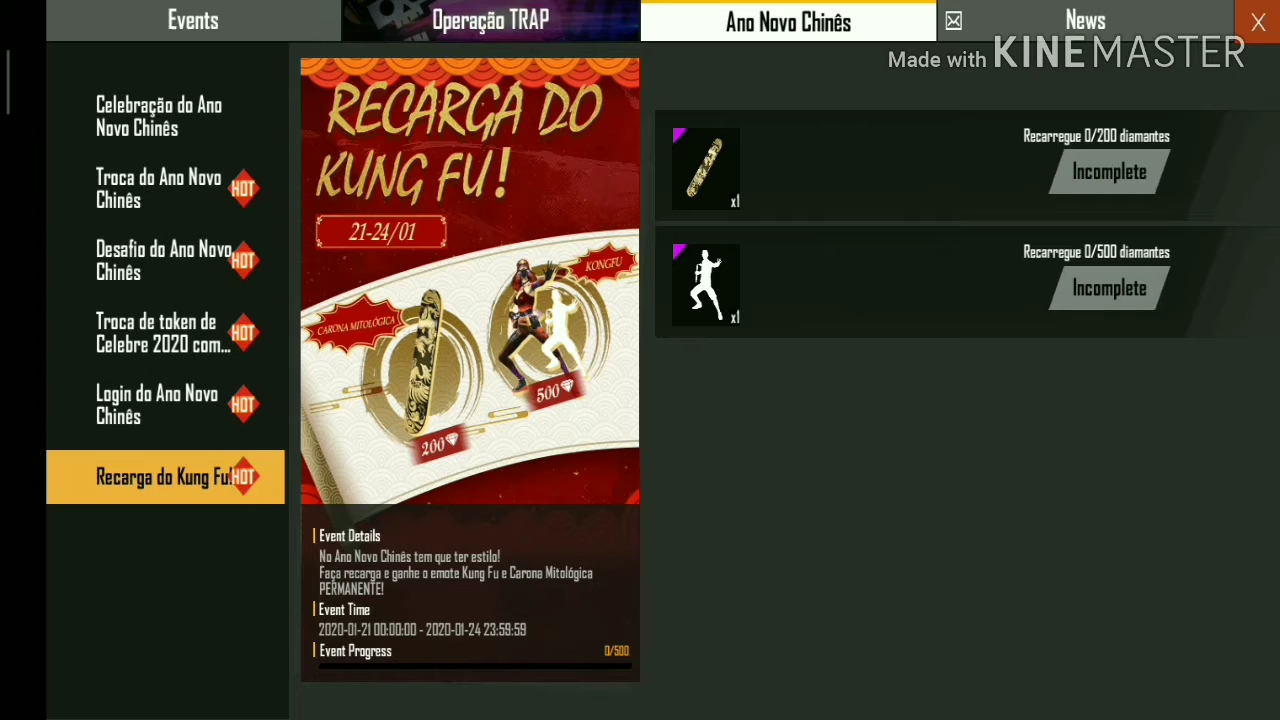 Events
Operação TRAP
Ano Novo Chinês
News
X
Made with KINEMASTER
Celebração do Ano
Novo Chinês
Troca do Ano Novo
Chinês
HOT
Desafio do Ano Novo
Chinês
HOT
Troca de token de
Celebre 2020 com...
HOT
Login do Ano Novo
Chinês
HOT
Recarga do Kung Fu!
HOT
RECARGA DO
KUNG FU!
21-24/01
KONGFU
CARONA MITOLÓGICA
500
200
Event Details
No Ano Novo Chinês tem que ter estilo!
Faça recarga e ganhe o emote Kung Fu e Carona Mitológica
PERMANENTE!
Event Time
2020-01-21 00:00:00 - 2020-01-24 23:59:59
Event Progress
0/500
Recarregue 0/200 diamantes
Incomplete
x1
Recarregue 0/500 diamantes
Incomplete
x1